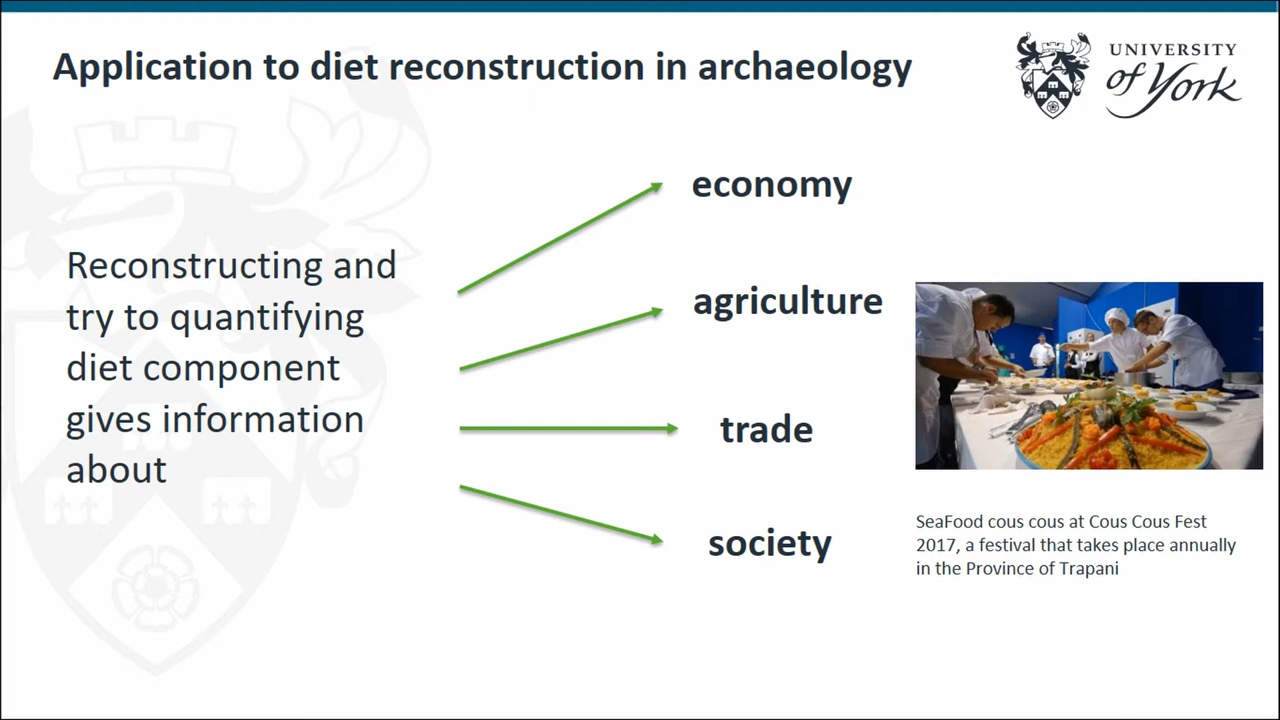 Application to diet reconstruction in archaeology
UNIVERSITY
of York
economy
Reconstructing and
try to quantifying
diet component
gives information
about
agriculture
trade
society
SeaFood cous cous at Cous Cous Fest
2017, a festival that takes place annually
in the Province of Trapani